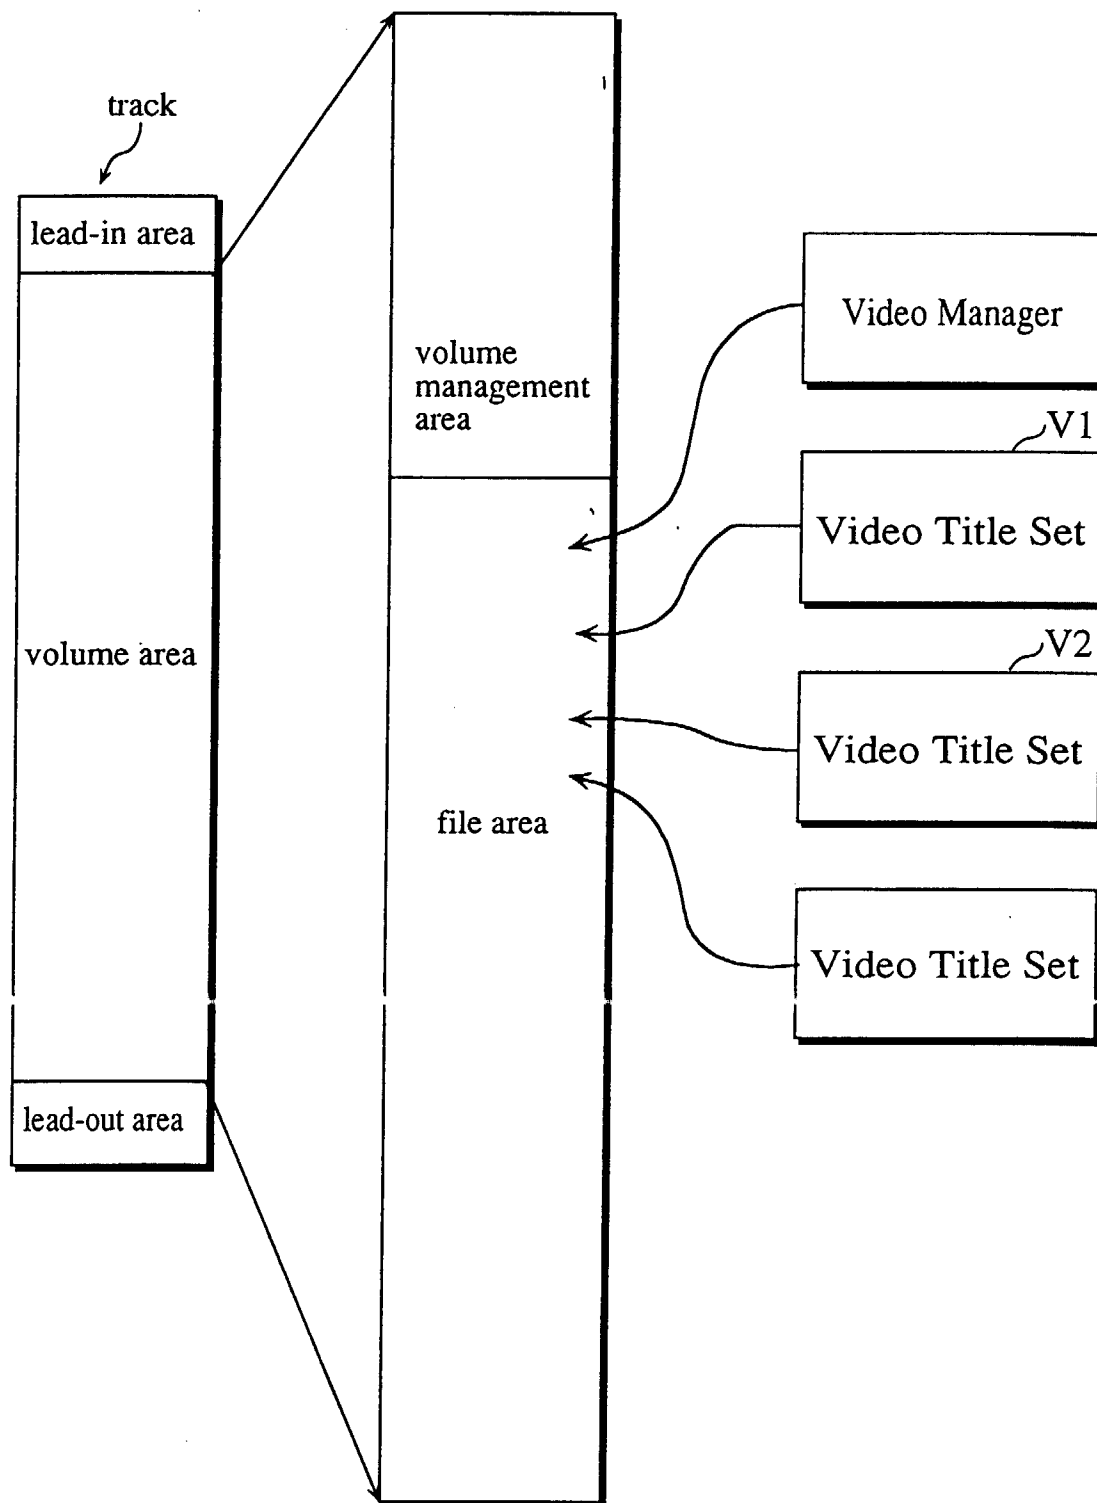 track
lead-in area
volume area
lead-out area
volume
management
area
file area
Video Manager
V1
Video Title Set
V2
Video Title Set
Video Title Set